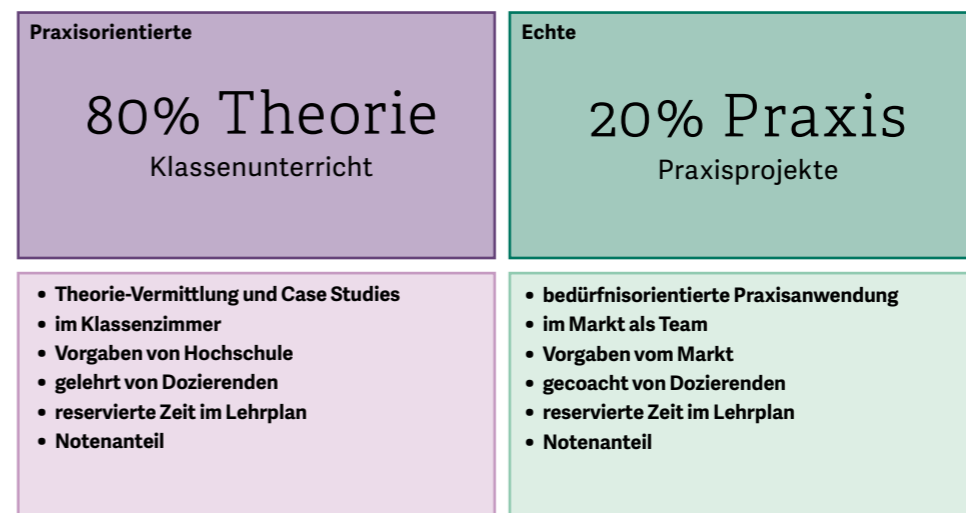 Praxisorientierte
80% Theorie
Klassenunterricht
• Theorie-Vermittlung und Case Studies
• im Klassenzimmer
• Vorgaben von Hochschule
• gelehrt von Dozierenden
• reservierte Zeit im Lehrplan
• Notenanteil
Echte
20% Praxis
Praxisprojekte
• bedürfnisorientierte Praxisanwendung
• im Markt als Team
• Vorgaben vom Markt
• gecoacht von Dozierenden
• reservierte Zeit im Lehrplan
• Notenanteil